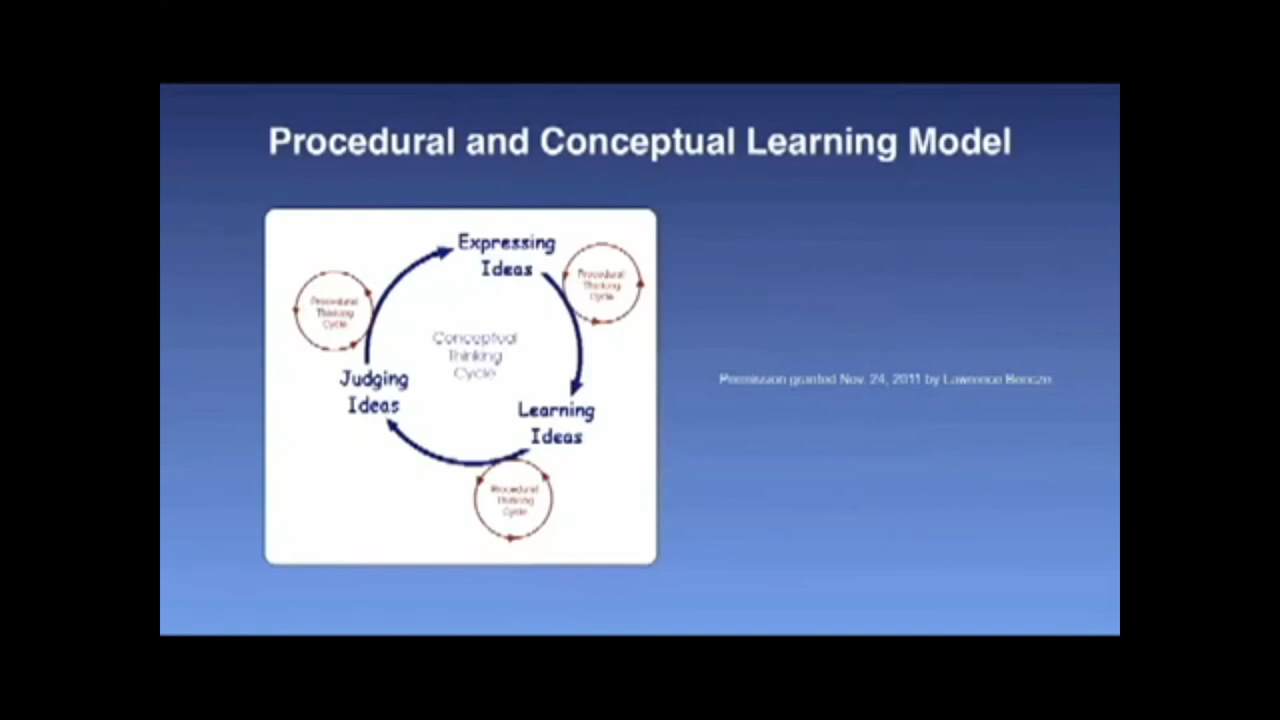 Procedural and Conceptual Learning Model
Expressing
Ideas
Procedural
Thinking
Cycle
Procedural
Thinking
Cycle
Conceptual
Thinking
Cycle
Judging
Ideas
Learning
Ideas
Procedural
Thinking
Cycle
Permission granted Nov. 24, 2011 by Lawrence Bencze